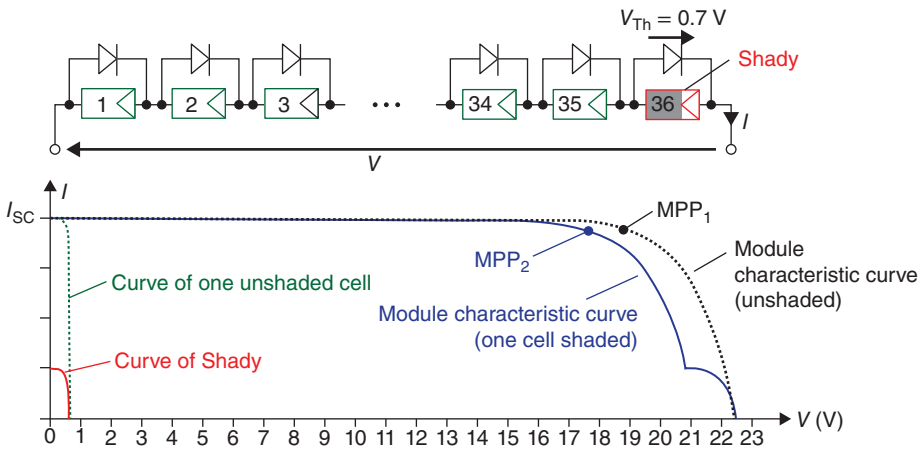 V_Th = 0.7 V
Shady
1 2 3 ... 34 35 36
I
V
I
I_SC
MPP_1
MPP_2
Module
characteristic curve
(unshaded)
Curve of one unshaded cell
Module characteristic curve
(one cell shaded)
Curve of Shady
0 1 2 3 4 5 6 7 8 9 10 11 12 13 14 15 16 17 18 19 20 21 22 23
V (V)